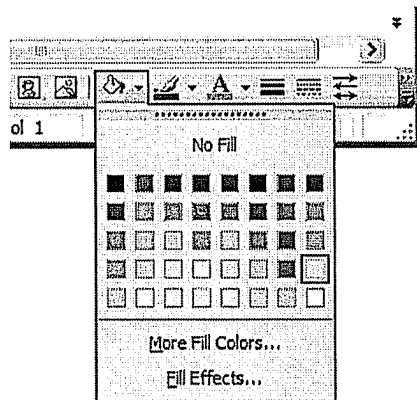 A
ol 1
No Fill
More Fill Colors...
Fill Effects...